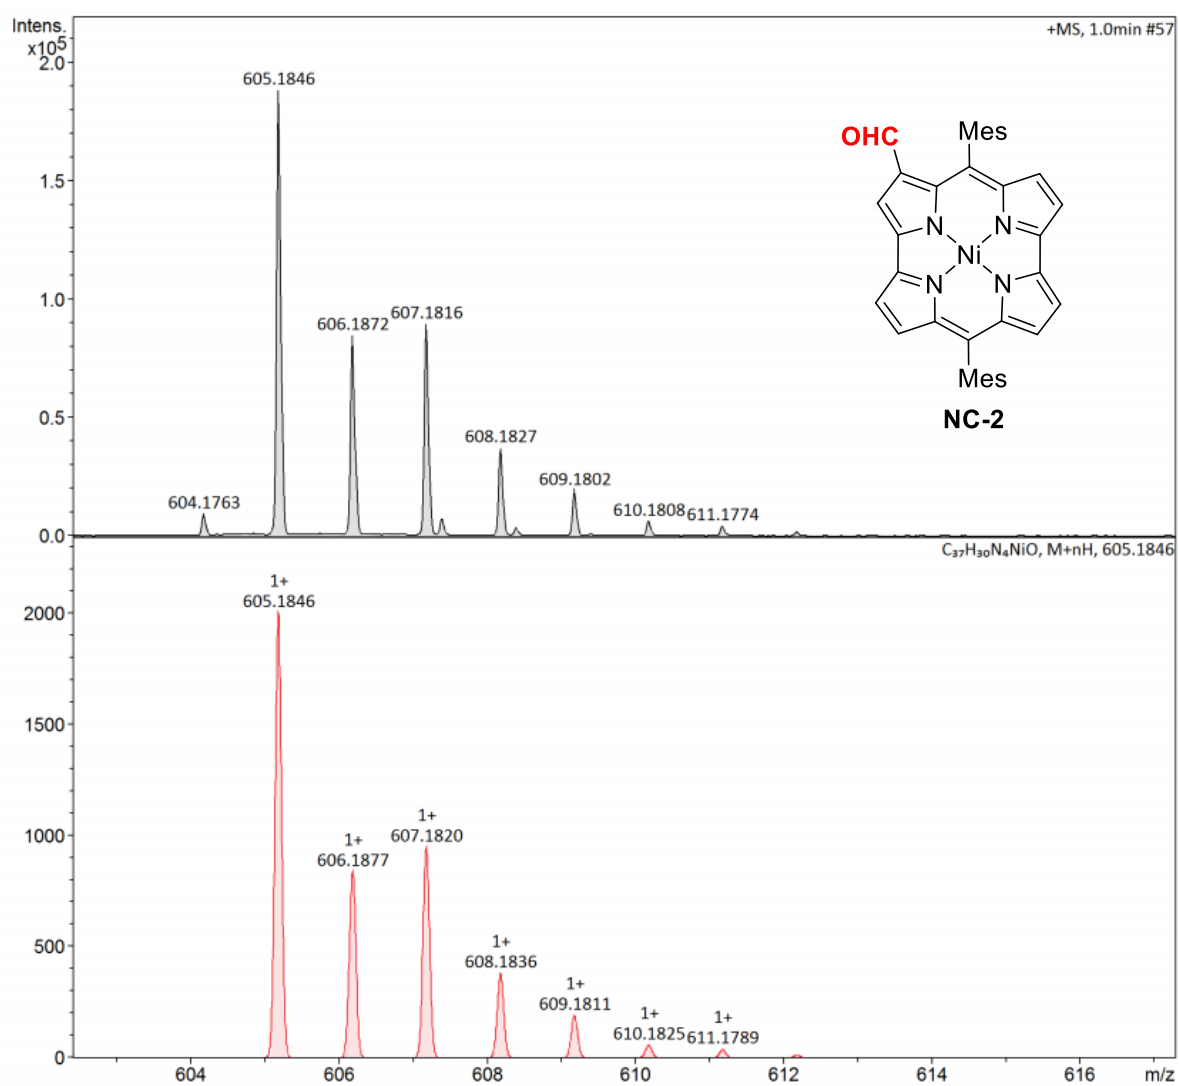 Intens.
x10⁵
+MS, 1.0min #57
2.0
605.1846
1.5
OHC
Mes
N
N
Ni
N
N
Mes
NC-2
1.0
606.1872
607.1816
0.5
608.1827
609.1802
604.1763
610.1808
611.1774
0.0
C₃₇H₃₀N₄NiO, M+nH, 605.1846
1+
605.1846
2000
1500
1+
607.1820
1+
606.1877
1000
1+
608.1836
500
1+
609.1811
1+
610.1825
1+
611.1789
0
604
606
608
610
612
614
616
m/z